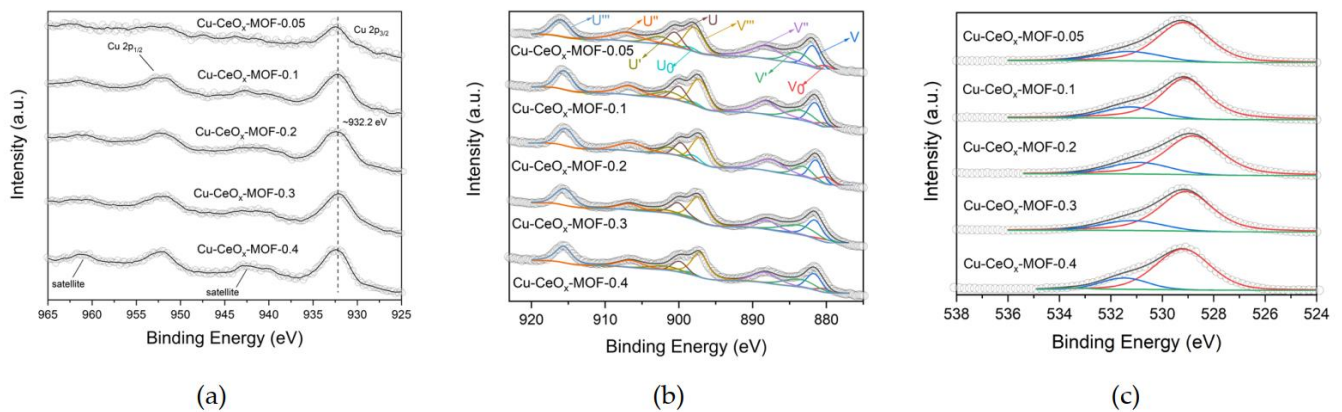 Cu-CeOₓ-MOF-0.05
Cu 2p₃/₂
Cu 2p₁/₂
Cu-CeOₓ-MOF-0.1
~932.2 eV
Cu-CeOₓ-MOF-0.2
Cu-CeOₓ-MOF-0.3
Cu-CeOₓ-MOF-0.4
satellite
satellite
Intensity (a.u.)
965 960 955 950 945 940 935 930 925
Binding Energy (eV)
(a)
U''' U'' U V''' V'' V
Cu-CeOₓ-MOF-0.05
U' U₀ V' V₀
Cu-CeOₓ-MOF-0.1
Cu-CeOₓ-MOF-0.2
Cu-CeOₓ-MOF-0.3
Cu-CeOₓ-MOF-0.4
Intensity (a.u.)
920 910 900 890 880
Binding Energy (eV)
(b)
Cu-CeOₓ-MOF-0.05
Cu-CeOₓ-MOF-0.1
Cu-CeOₓ-MOF-0.2
Cu-CeOₓ-MOF-0.3
Cu-CeOₓ-MOF-0.4
Intensity (a.u.)
538 536 534 532 530 528 526 524
Binding Energy (eV)
(c)